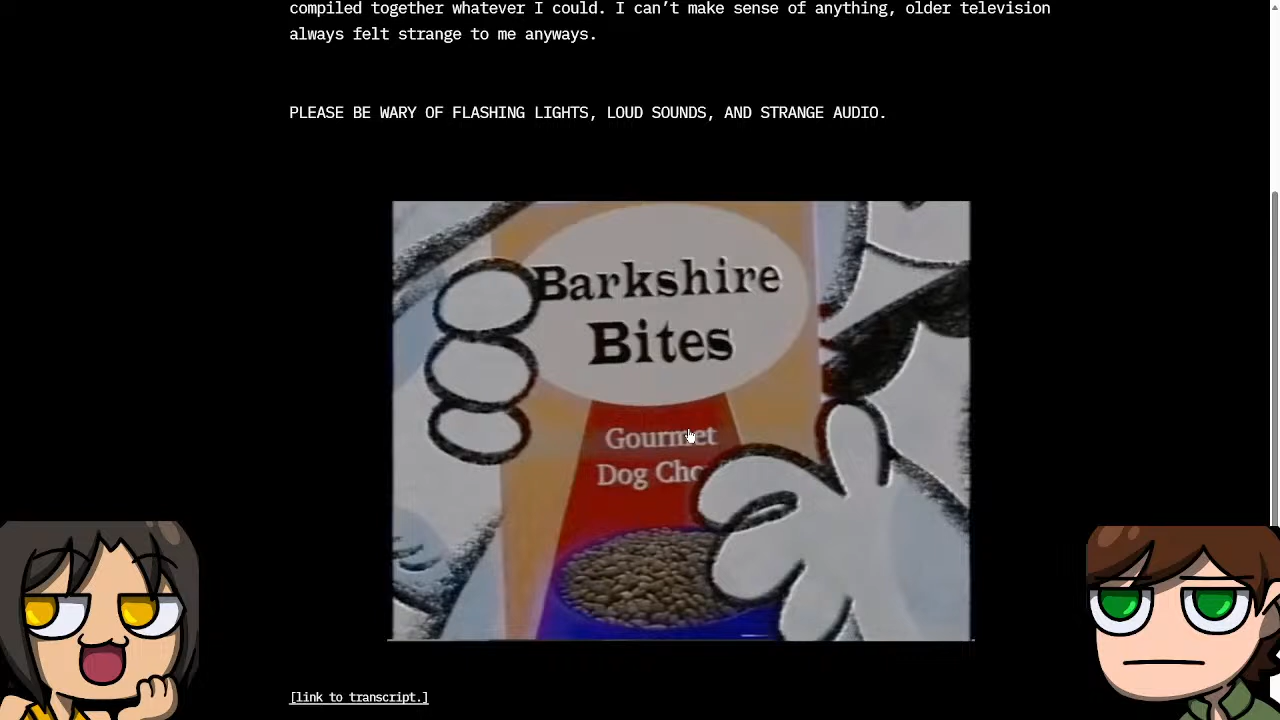 compiled together whatever I could. I can’t make sense of anything, older television
always felt strange to me anyways.
PLEASE BE WARY OF FLASHING LIGHTS, LOUD SOUNDS, AND STRANGE AUDIO.
Barkshire
Bites
Gourmet
Dog
[link to transcript.]